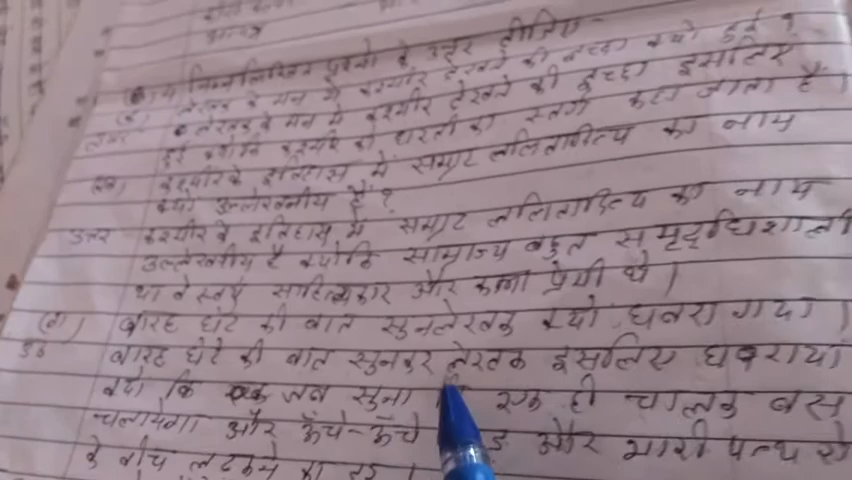 निम्नलिखित प्रश्नो के उत्तर दीजिए
(क) लेखक के मन में कश्मीर देखने की इच्छा क्यो हुई ?
उत्तर लेखक के मन मे कश्मीर देखने की इच्छा इसलिए
हुई क्योकि कश्मीर को धरती का स्वर्ग कहा जाता है।
(ख) कश्मीर के इतिहास में सम्राट ललितादित्य का नाम
क्यो उल्लेखनीय है ?
उत्तर कश्मीर के इतिहास में सम्राट ललितादित्य का नाम
उल्लेखनीय है क्योकि सामाज्य बहुत समृद्धिशाली
था वे स्वयं साहित्यकार और कला प्रेमी थे।
(ग) बारह घंटे की बात सुन लेखक क्यो घबरा गया।
उ० बारह घंटे की बात सुनकर लेखक इसलिए घबराया
क्यो कि जब सुना एक ही चालक बस
चलायेगा और ऊँचे-ऊँचे और भारी पत्थरो
के बीच लटकने का डर।